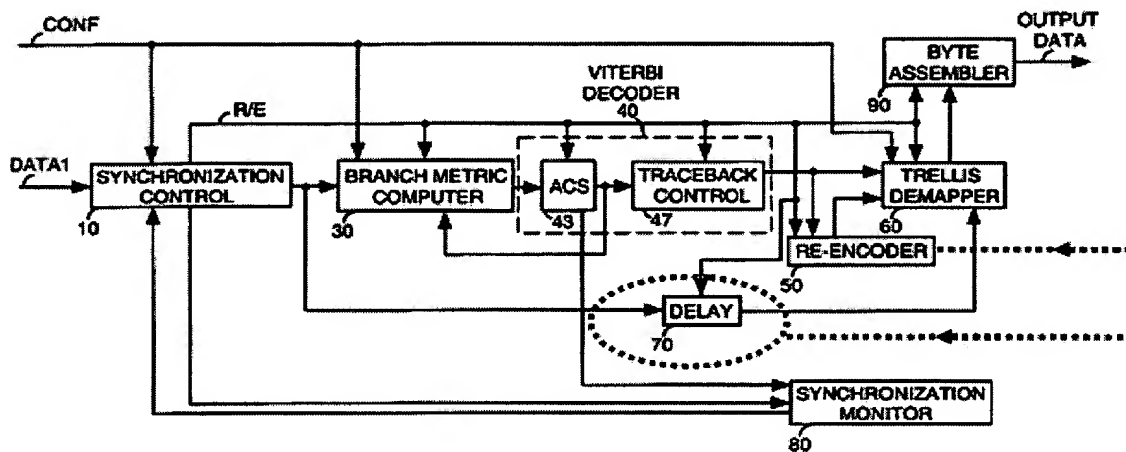 CONF
OUTPUT
DATA
BYTE
ASSEMBLER
90
VITERBI
DECODER
40
R/E
DATA1
SYNCHRONIZATION
CONTROL
10
BRANCH METRIC
COMPUTER
30
ACS
43
TRACEBACK
CONTROL
47
TRELLIS
DEMAPPER
60
RE-ENCODER
50
DELAY
70
SYNCHRONIZATION
MONITOR
80